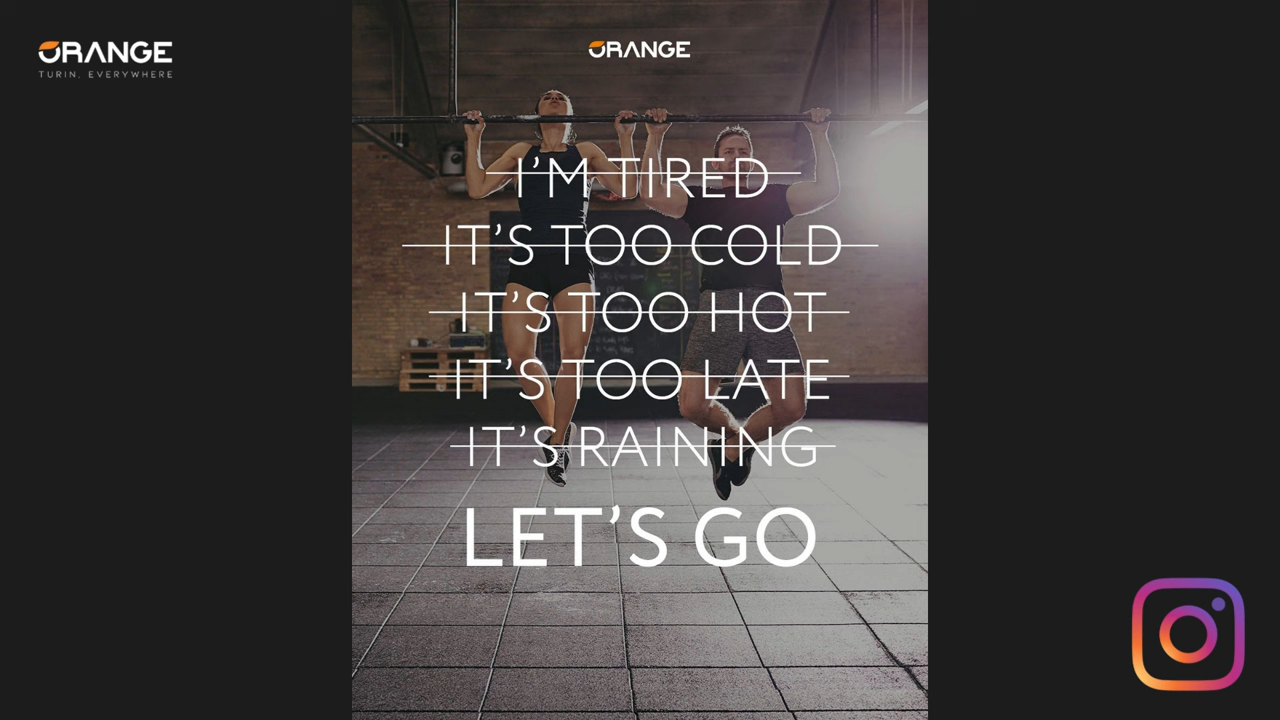 ORANGE
TURIN, EVERYWHERE
ORANGE
I'M TIRED
IT'S TOO COLD
IT'S TOO HOT
IT'S TOO LATE
IT'S RAINING
LET'S GO